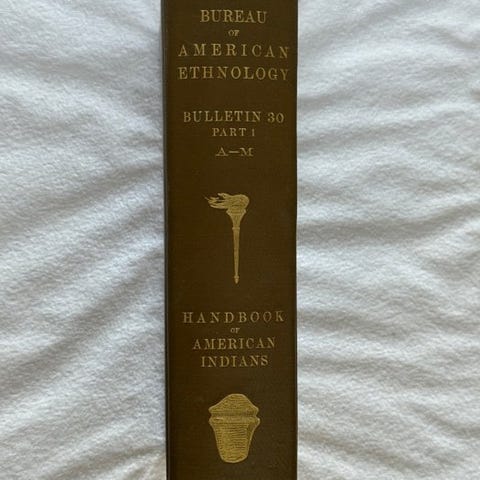 BUREAU
OF
AMERICAN
ETHNOLOGY
BULLETIN 30
PART 1
A—M
HANDBOOK
OF
AMERICAN
INDIANS